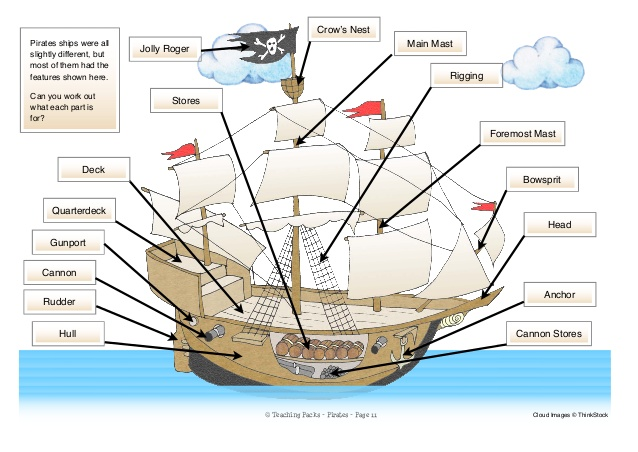 Pirates ships were all
slightly different, but
most of them had the
features shown here.
Can you work out
what each part is
for?
Jolly Roger
Crow's Nest
Main Mast
Rigging
Stores
Foremost Mast
Deck
Bowsprit
Quarterdeck
Head
Gunport
Cannon
Anchor
Rudder
Hull
Cannon Stores
© Teaching Packs - Pirates - Page 11
Cloud Images © ThinkStock